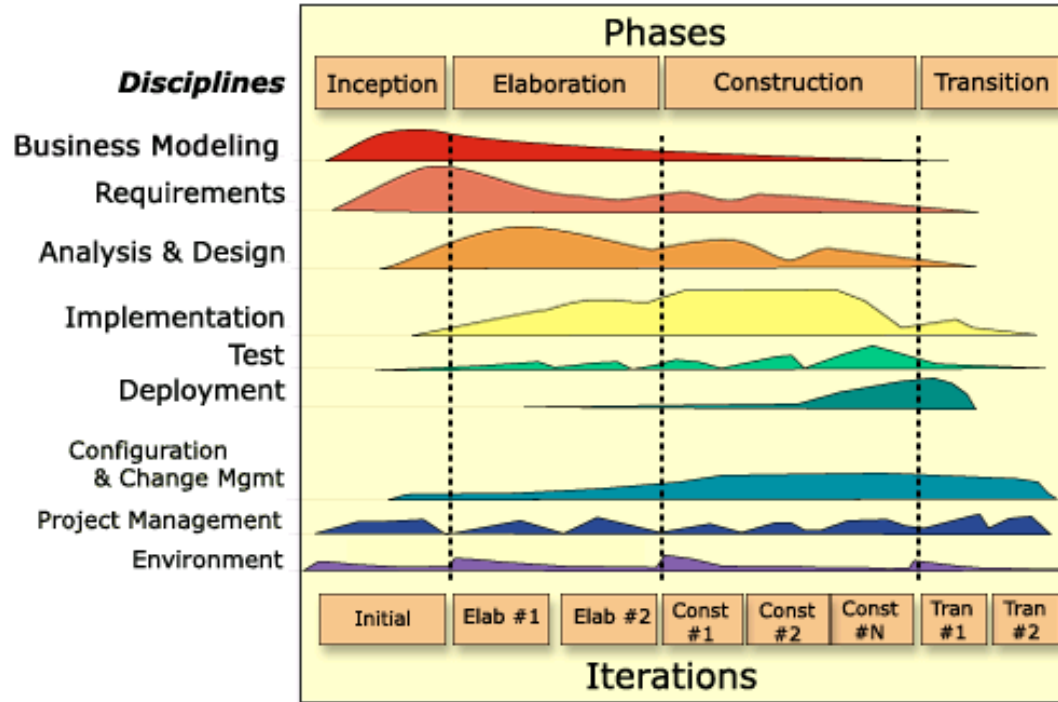 Phases
Disciplines
Inception
Elaboration
Construction
Transition
Business Modeling
Requirements
Analysis & Design
Implementation
Test
Deployment
Configuration
& Change Mgmt
Project Management
Environment
Initial
Elab #1
Elab #2
Const
#1
Const
#2
Const
#N
Tran
#1
Tran
#2
Iterations